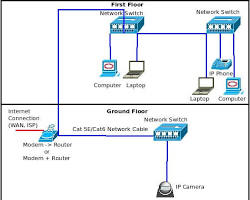 First Floor
Network Switch
Network Switch
IP Phone
Computer
Laptop
Laptop
Computer
Internet
Connection
(WAN, ISP)
Ground Floor
Network Switch
Cat 5E/Cat6 Network Cable
Modem -> Router
or
Modem + Router
IP Camera